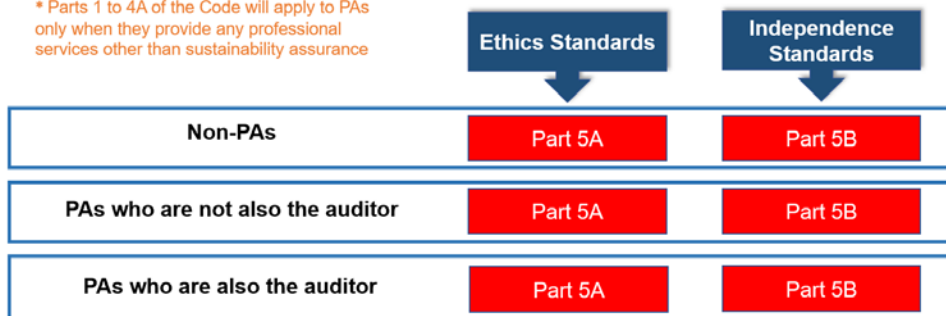 * Parts 1 to 4A of the Code will apply to PAs
only when they provide any professional
services other than sustainability assurance
Ethics Standards
Independence
Standards
Non-PAs
Part 5A
Part 5B
PAs who are not also the auditor
Part 5A
Part 5B
PAs who are also the auditor
Part 5A
Part 5B